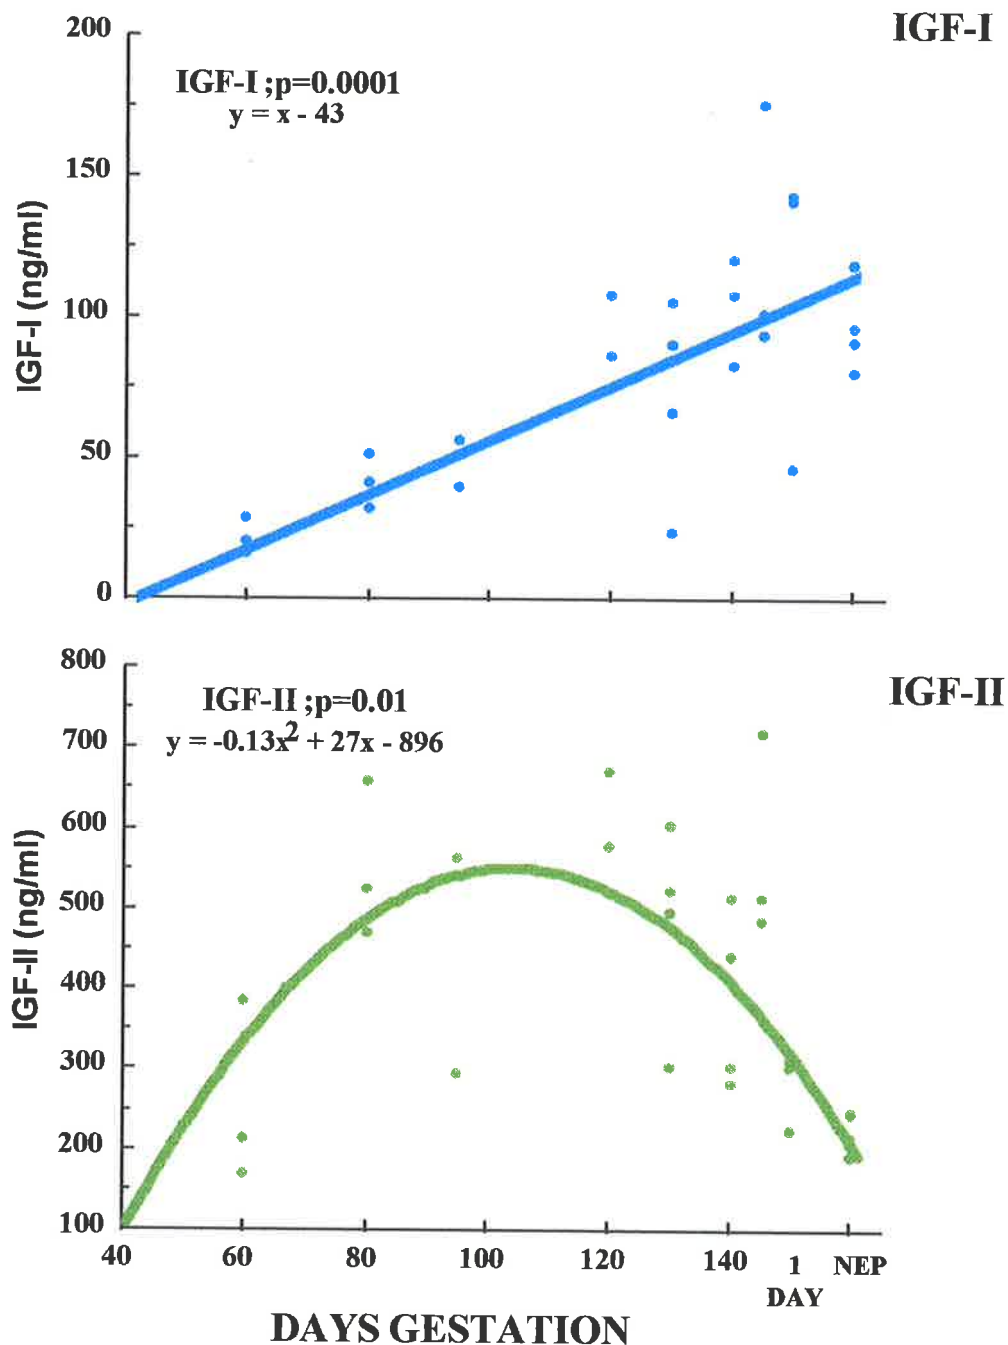 IGF-I
200
IGF-I ;p=0.0001
y = x - 43
150
100
50
0
IGF-I (ng/ml)
800
IGF-II
IGF-II ;p=0.01
y = -0.13x² + 27x - 896
700
600
500
400
300
200
100
IGF-II (ng/ml)
40 60 80 100 120 140 1 DAY NEP
DAYS GESTATION